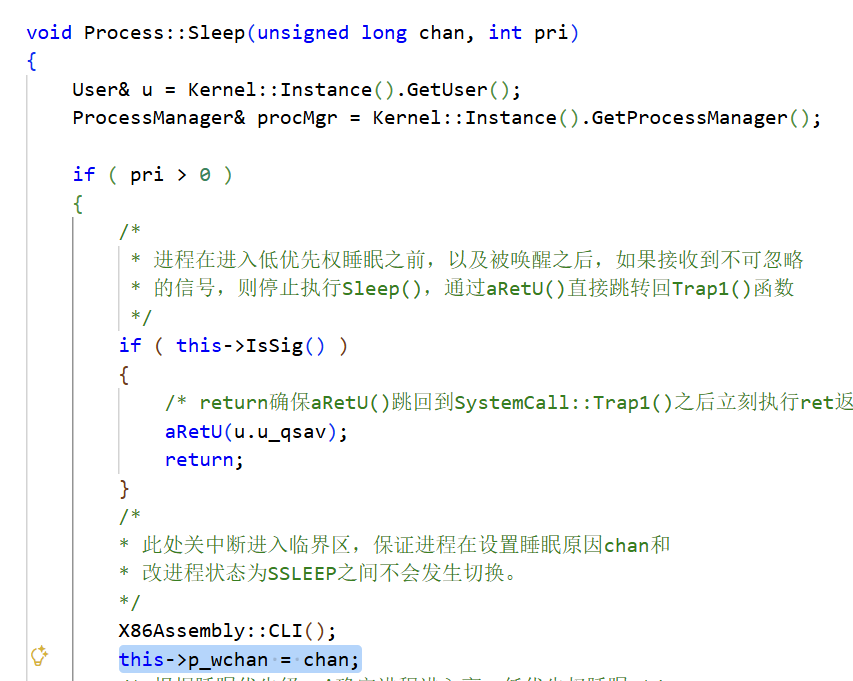 void Process::Sleep(unsigned long chan, int pri)
{
User& u = Kernel::Instance().GetUser();
ProcessManager& procMgr = Kernel::Instance().GetProcessManager();
if ( pri > 0 )
{
/*
* 进程在进入低优先权睡眠之前，以及被唤醒之后，如果接收到不可忽略
* 的信号，则停止执行Sleep()，通过aRetU()直接跳转回Trap1()函数
*/
if ( this->IsSig() )
{
/* return确保aRetU()跳回到SystemCall::Trap1()之后立刻执行ret返
aRetU(u.u_qsav);
return;
}
/*
* 此处关中断进入临界区，保证进程在设置睡眠原因chan和
* 改进程状态为SSLEEP之间不会发生切换。
*/
X86Assembly::CLI();
this->p_wchan = chan;